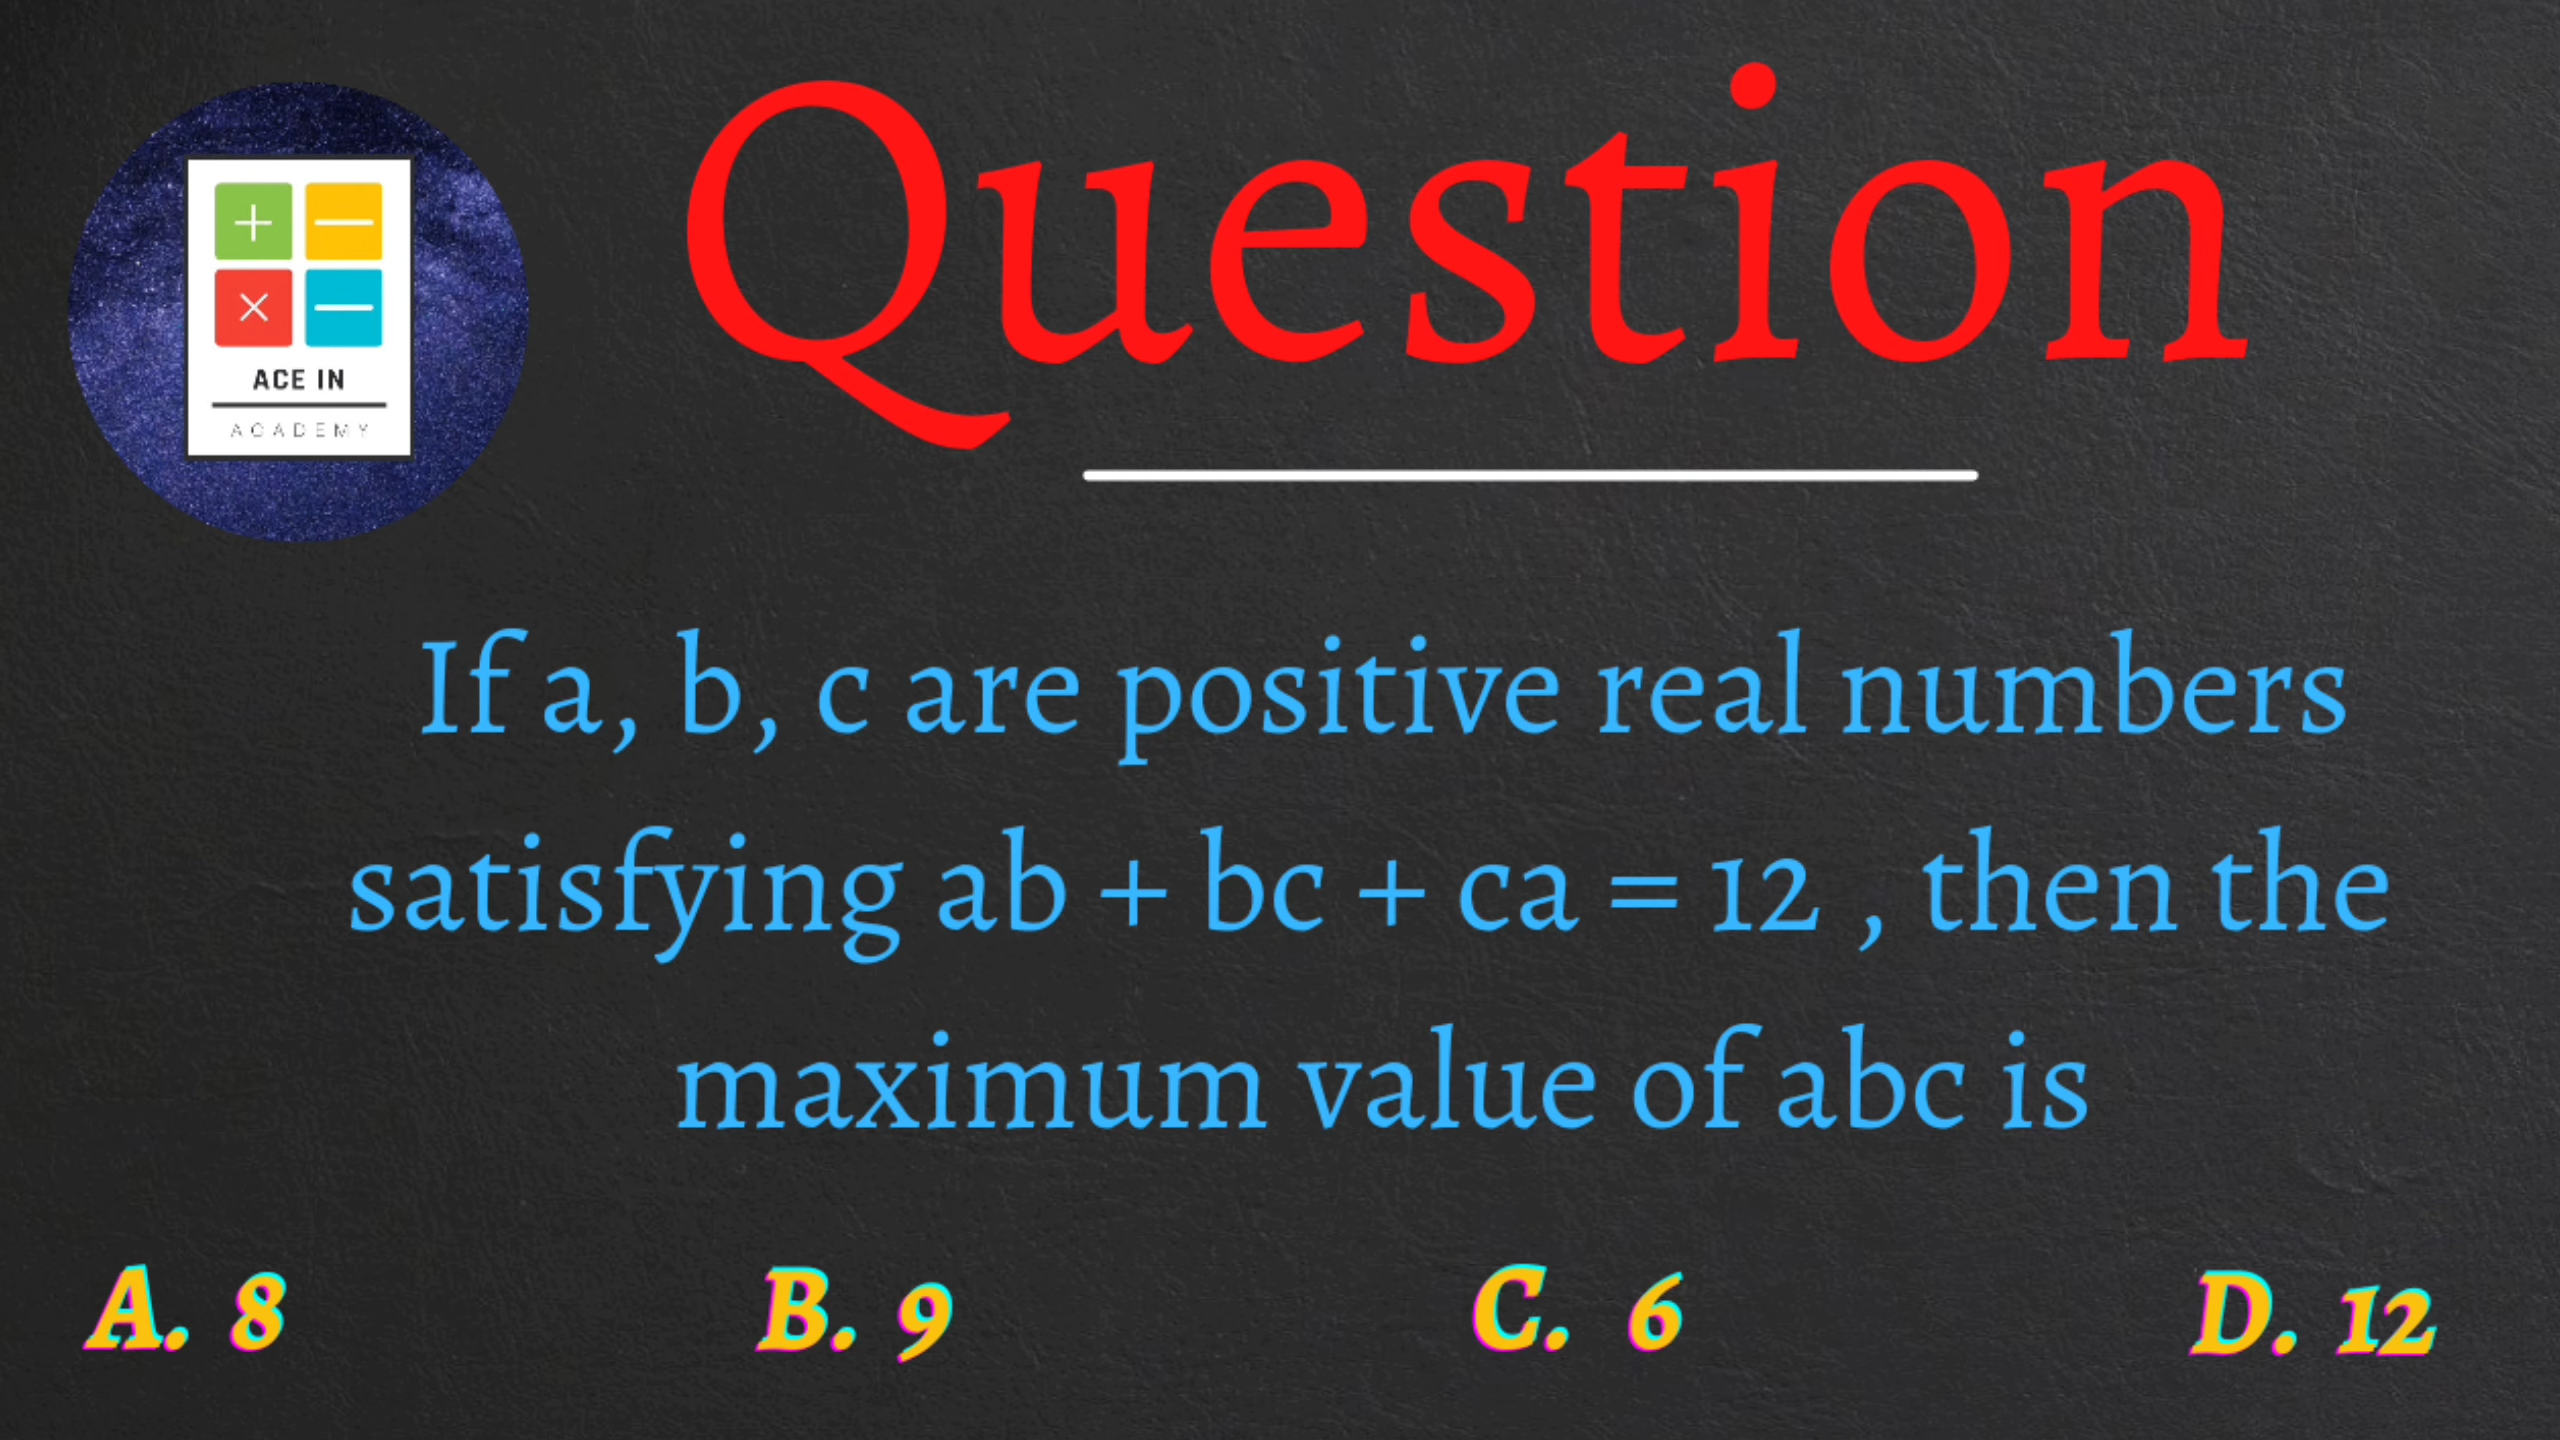 Question
+ —
× —
ACE IN
ACADEMY
If a, b, c are positive real numbers
satisfying ab + bc + ca = 12 , then the
maximum value of abc is
A. 8 B. 9 C. 6 D. 12